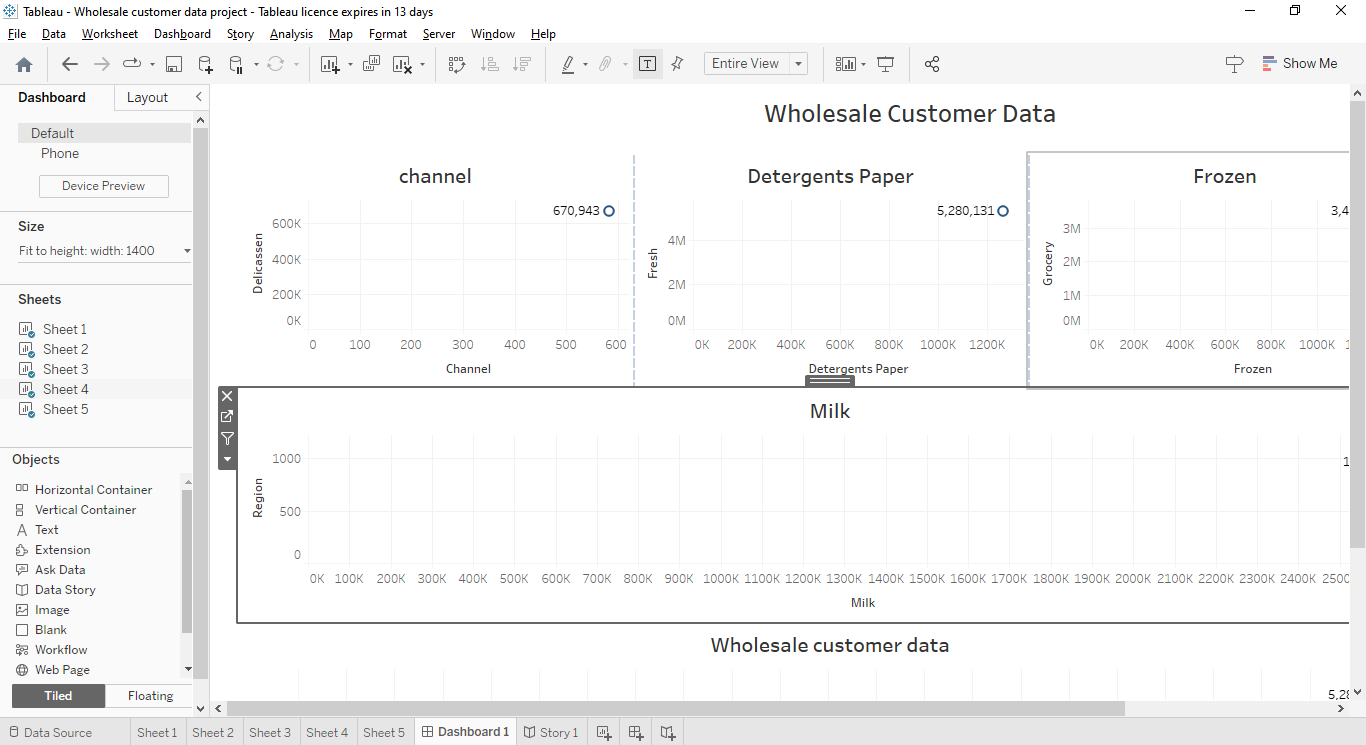 Tableau - Wholesale customer data project - Tableau licence expires in 13 days
File Data Worksheet Dashboard Story Analysis Map Format Server Window Help
Entire View
Show Me
Dashboard Layout
Default
Phone
Device Preview
Size
Fit to height: width: 1400
Sheets
Sheet 1
Sheet 2
Sheet 3
Sheet 4
Sheet 5
Objects
Horizontal Container
Vertical Container
Text
Extension
Ask Data
Data Story
Image
Blank
Workflow
Web Page
Tiled Floating
Wholesale Customer Data
channel
670,943
Delicassen
600K
400K
200K
0K
0 100 200 300 400 500 600
Channel
Detergents Paper
5,280,131
Fresh
4M
2M
0M
0K 200K 400K 600K 800K 1000K 1200K
Detergents Paper
Frozen
3,4
Grocery
3M
2M
1M
0M
0K 200K 400K 600K 800K 1000K 1
Frozen
Milk
1
Region
1000
500
0
0K 100K 200K 300K 400K 500K 600K 700K 800K 900K 1000K 1100K 1200K 1300K 1400K 1500K 1600K 1700K 1800K 1900K 2000K 2100K 2200K 2300K 2400K 2500K
Milk
Wholesale customer data
5,28
Data Source Sheet 1 Sheet 2 Sheet 3 Sheet 4 Sheet 5 Dashboard 1 Story 1